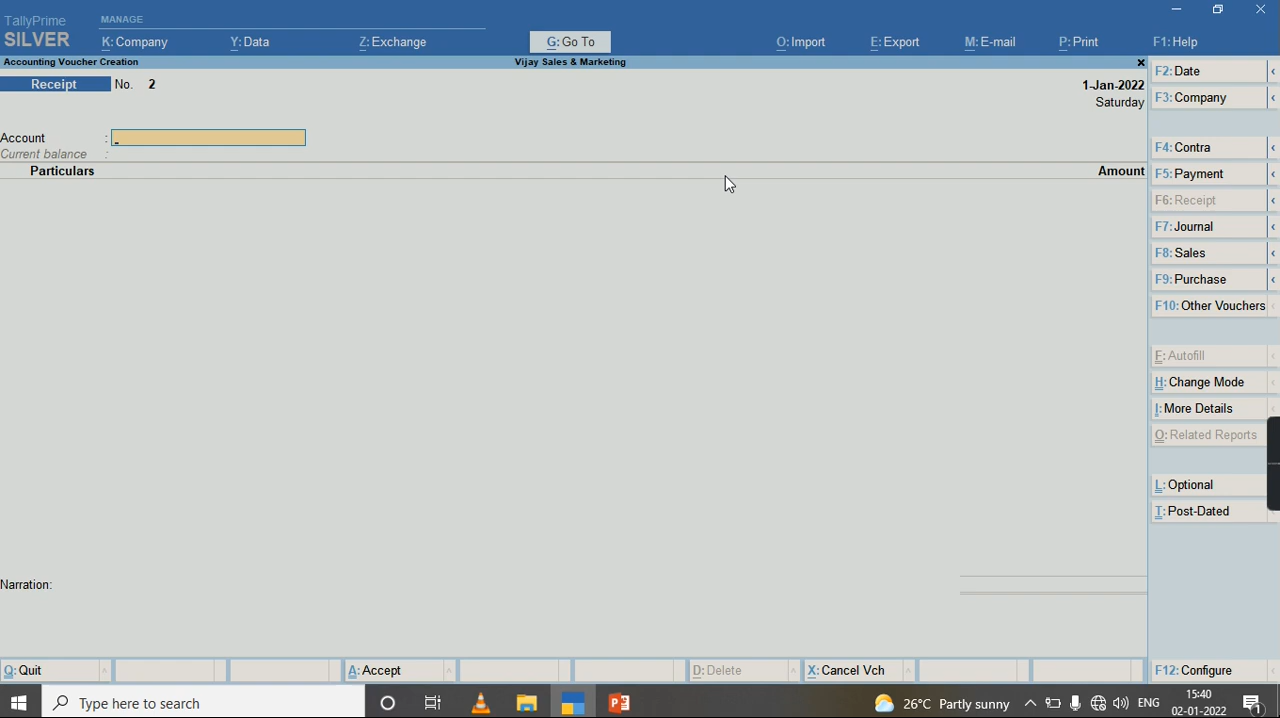 TallyPrime
SILVER
MANAGE
K: Company Y: Data Z: Exchange G: Go To O: Import E: Export M: E-mail P: Print F1: Help
Accounting Voucher Creation Vijay Sales & Marketing ×
Receipt No. 2 1-Jan-2022
Saturday
Account :
Current balance :
Particulars Amount
Narration:
F2: Date
F3: Company
F4: Contra
F5: Payment
F6: Receipt
F7: Journal
F8: Sales
F9: Purchase
F10: Other Vouchers
F: Autofill
H: Change Mode
I: More Details
O: Related Reports
L: Optional
T: Post-Dated
Q: Quit A: Accept D: Delete X: Cancel Vch F12: Configure
Type here to search
26°C Partly sunny
ENG
15:40
02-01-2022
1